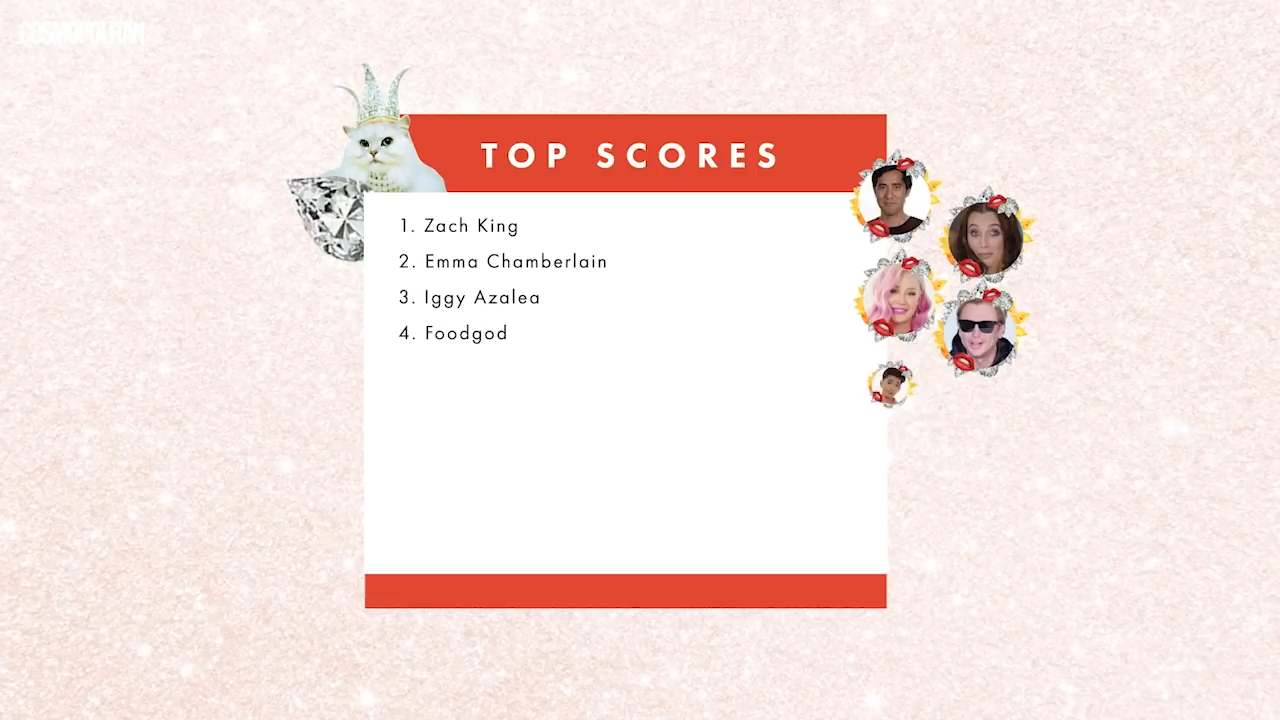 COSMOPOLITAN
TOP SCORES
1. Zach King
2. Emma Chamberlain
3. Iggy Azalea
4. Foodgod